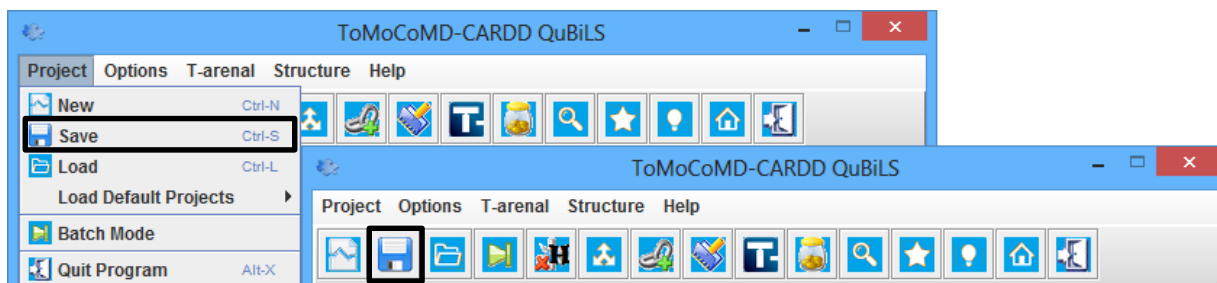 ToMoCoMD-CARDD QuBiLS
Project Options T-arenal Structure Help
New Ctrl-N
Save Ctrl-S
Load Ctrl-L
Load Default Projects
Batch Mode
Quit Program Alt-X
T-
ToMoCoMD-CARDD QuBiLS
Project Options T-arenal Structure Help
H
T-